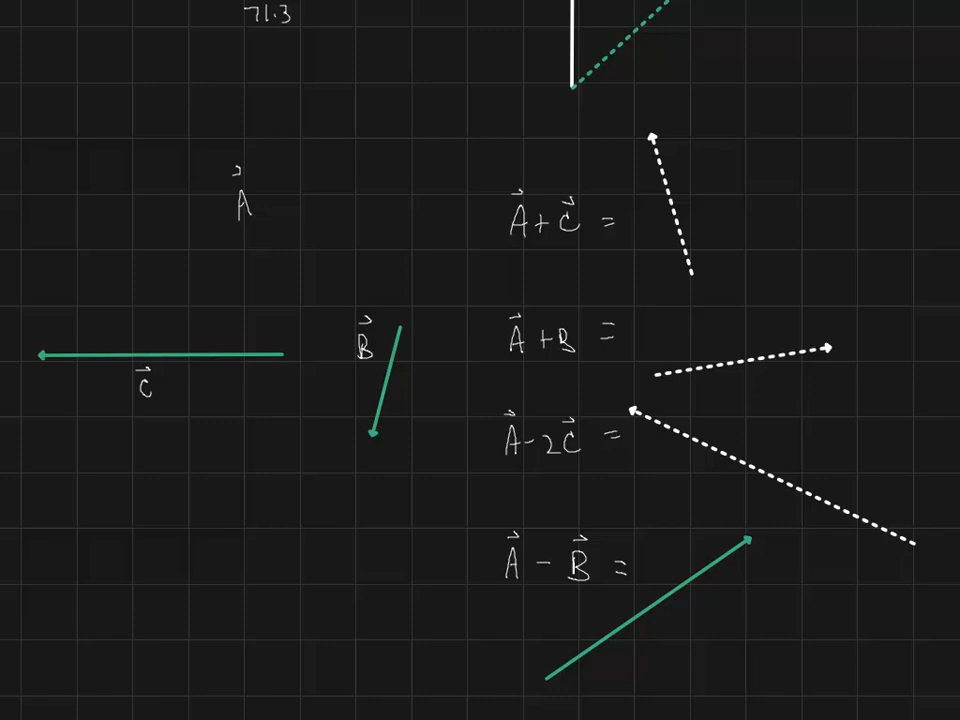 71.3
A⃗
A⃗ + C⃗ =
B⃗
A⃗ + B =
C⃗
A⃗ - 2C⃗ =
A⃗ - B⃗ =